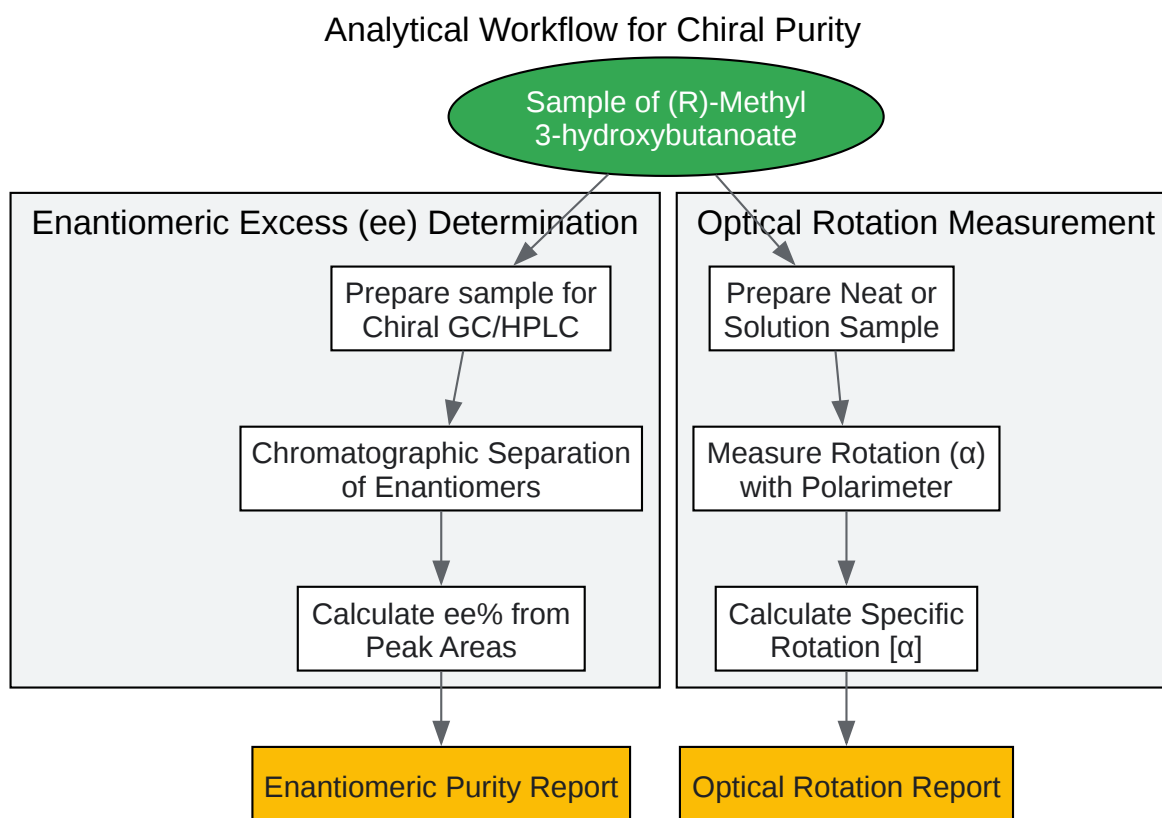 Analytical Workflow for Chiral Purity
Sample of (R)-Methyl
3-hydroxybutanoate
Enantiomeric Excess (ee) Determination
Prepare sample for
Chiral GC/HPLC
Chromatographic Separation
of Enantiomers
Calculate ee% from
Peak Areas
Enantiomeric Purity Report
Optical Rotation Measurement
Prepare Neat or
Solution Sample
Measure Rotation (α)
with Polarimeter
Calculate Specific
Rotation [α]
Optical Rotation Report